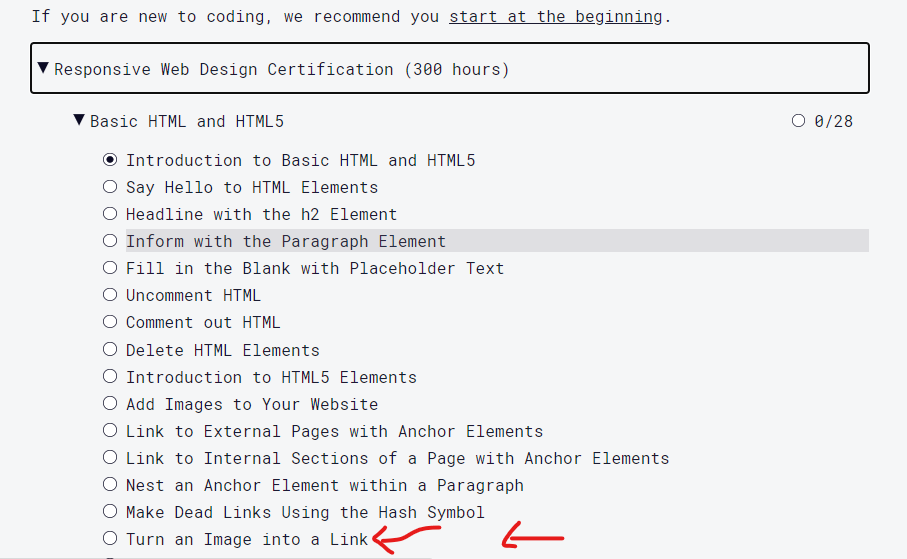 If you are new to coding, we recommend you start at the beginning.
Responsive Web Design Certification (300 hours)
Basic HTML and HTML5 0/28
Introduction to Basic HTML and HTML5
Say Hello to HTML Elements
Headline with the h2 Element
Inform with the Paragraph Element
Fill in the Blank with Placeholder Text
Uncomment HTML
Comment out HTML
Delete HTML Elements
Introduction to HTML5 Elements
Add Images to Your Website
Link to External Pages with Anchor Elements
Link to Internal Sections of a Page with Anchor Elements
Nest an Anchor Element within a Paragraph
Make Dead Links Using the Hash Symbol
Turn an Image into a Link